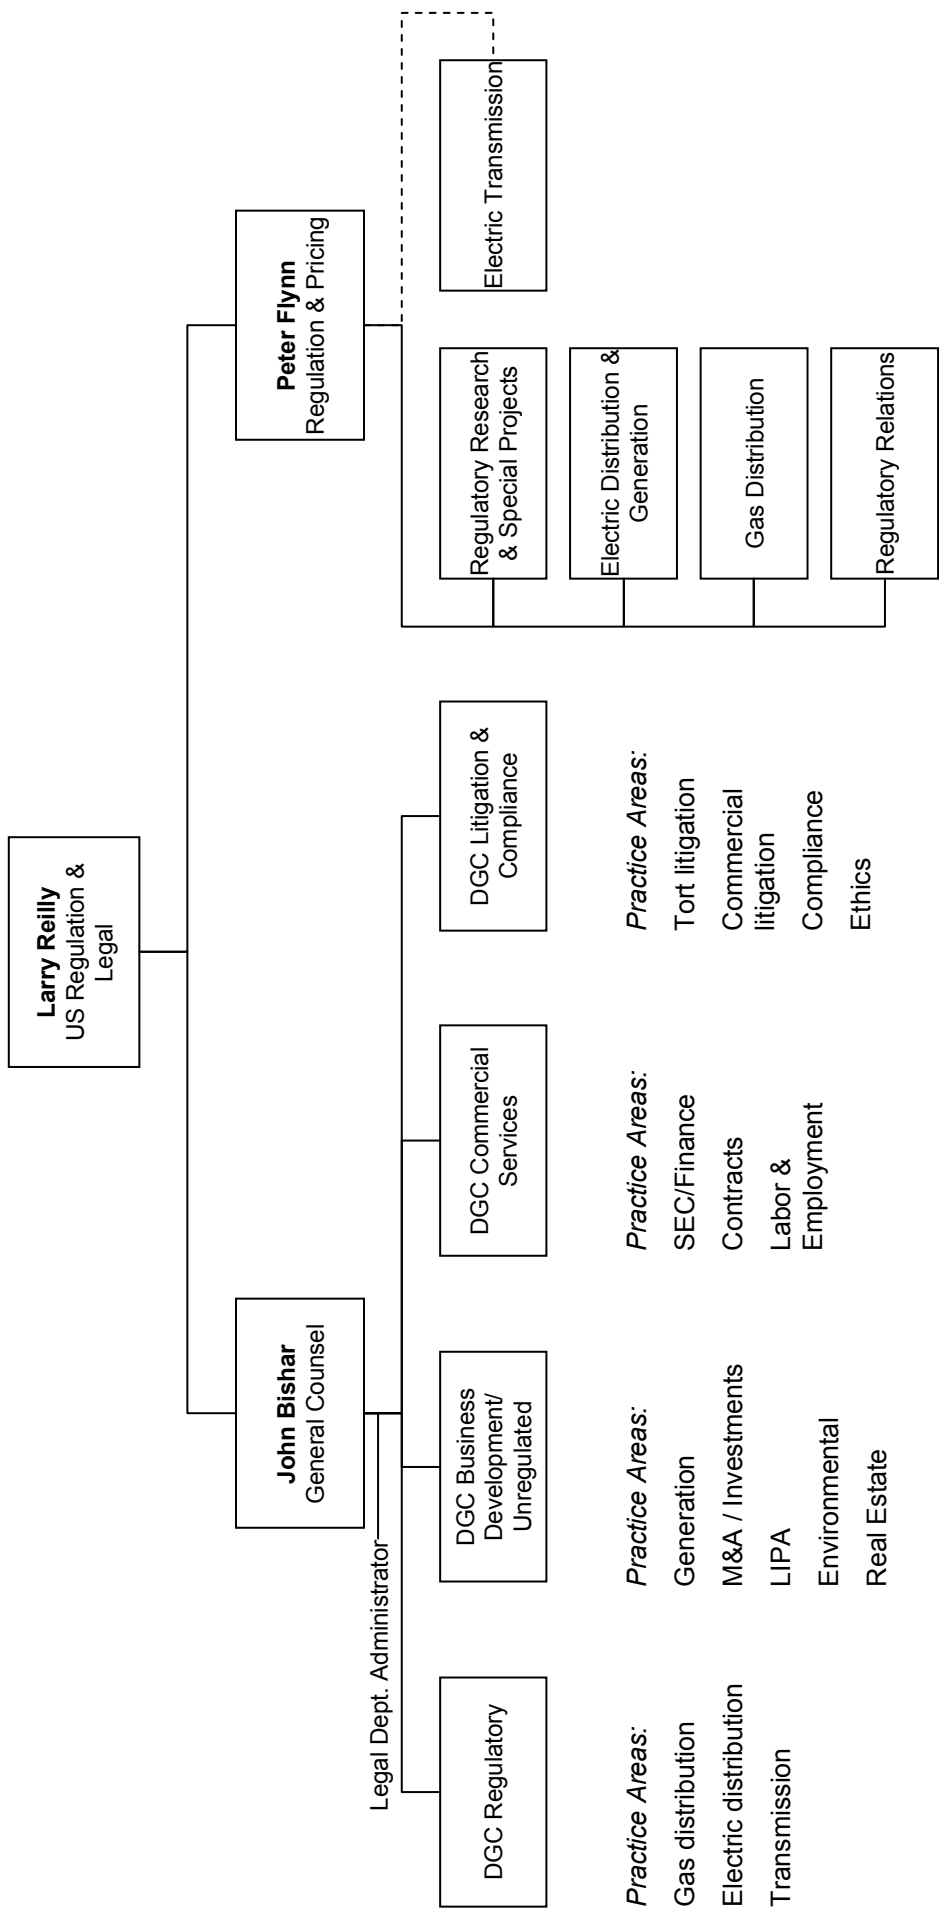 Larry Reilly
US Regulation &
Legal
John Bishar
General Counsel
Peter Flynn
Regulation & Pricing
Legal Dept. Administrator
DGC Regulatory
Practice Areas:
Gas distribution
Electric distribution
Transmission
DGC Business
Development/
Unregulated
Practice Areas:
Generation
M&A / Investments
LIPA
Environmental
Real Estate
DGC Commercial
Services
Practice Areas:
SEC/Finance
Contracts
Labor &
Employment
DGC Litigation &
Compliance
Practice Areas:
Tort litigation
Commercial
litigation
Compliance
Ethics
Regulatory Research
& Special Projects
Electric Distribution &
Generation
Gas Distribution
Regulatory Relations
Electric Transmission